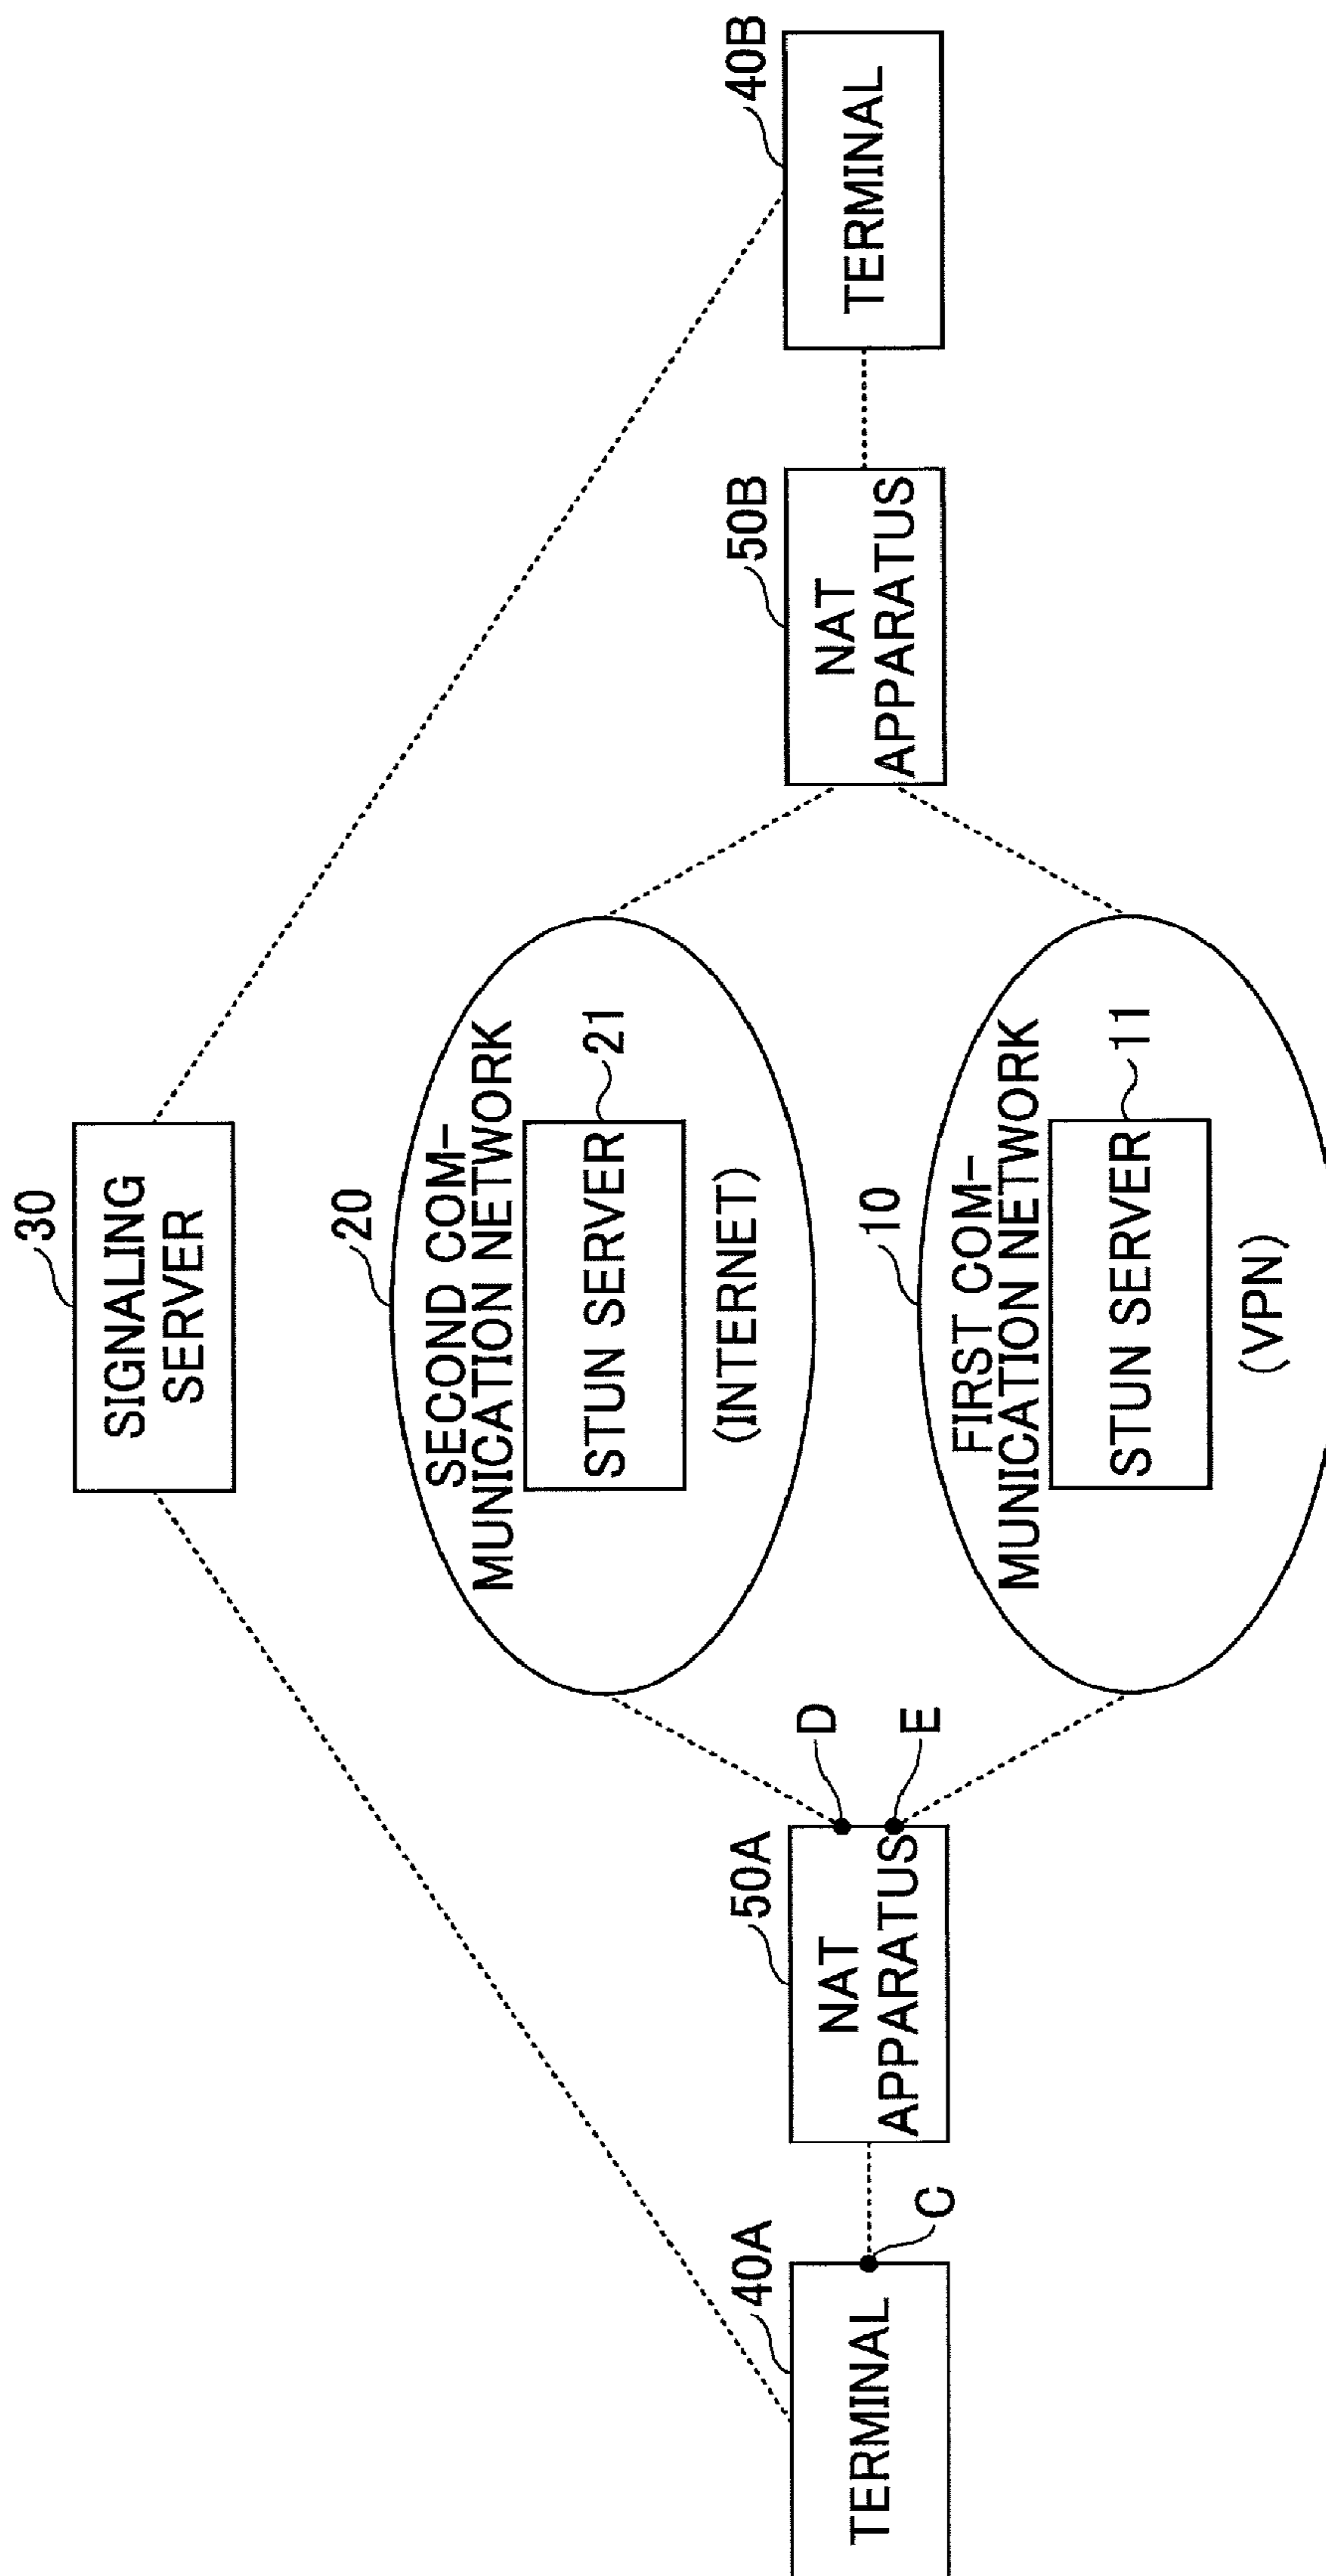 30
SIGNALING
SERVER
20
SECOND COM-
MUNICATION NETWORK
STUN SERVER
21
(INTERNET)
10
FIRST COM-
MUNICATION NETWORK
STUN SERVER
11
(VPN)
40A
TERMINAL
C
50A
NAT
APPARATUS
D
E
50B
NAT
APPARATUS
40B
TERMINAL